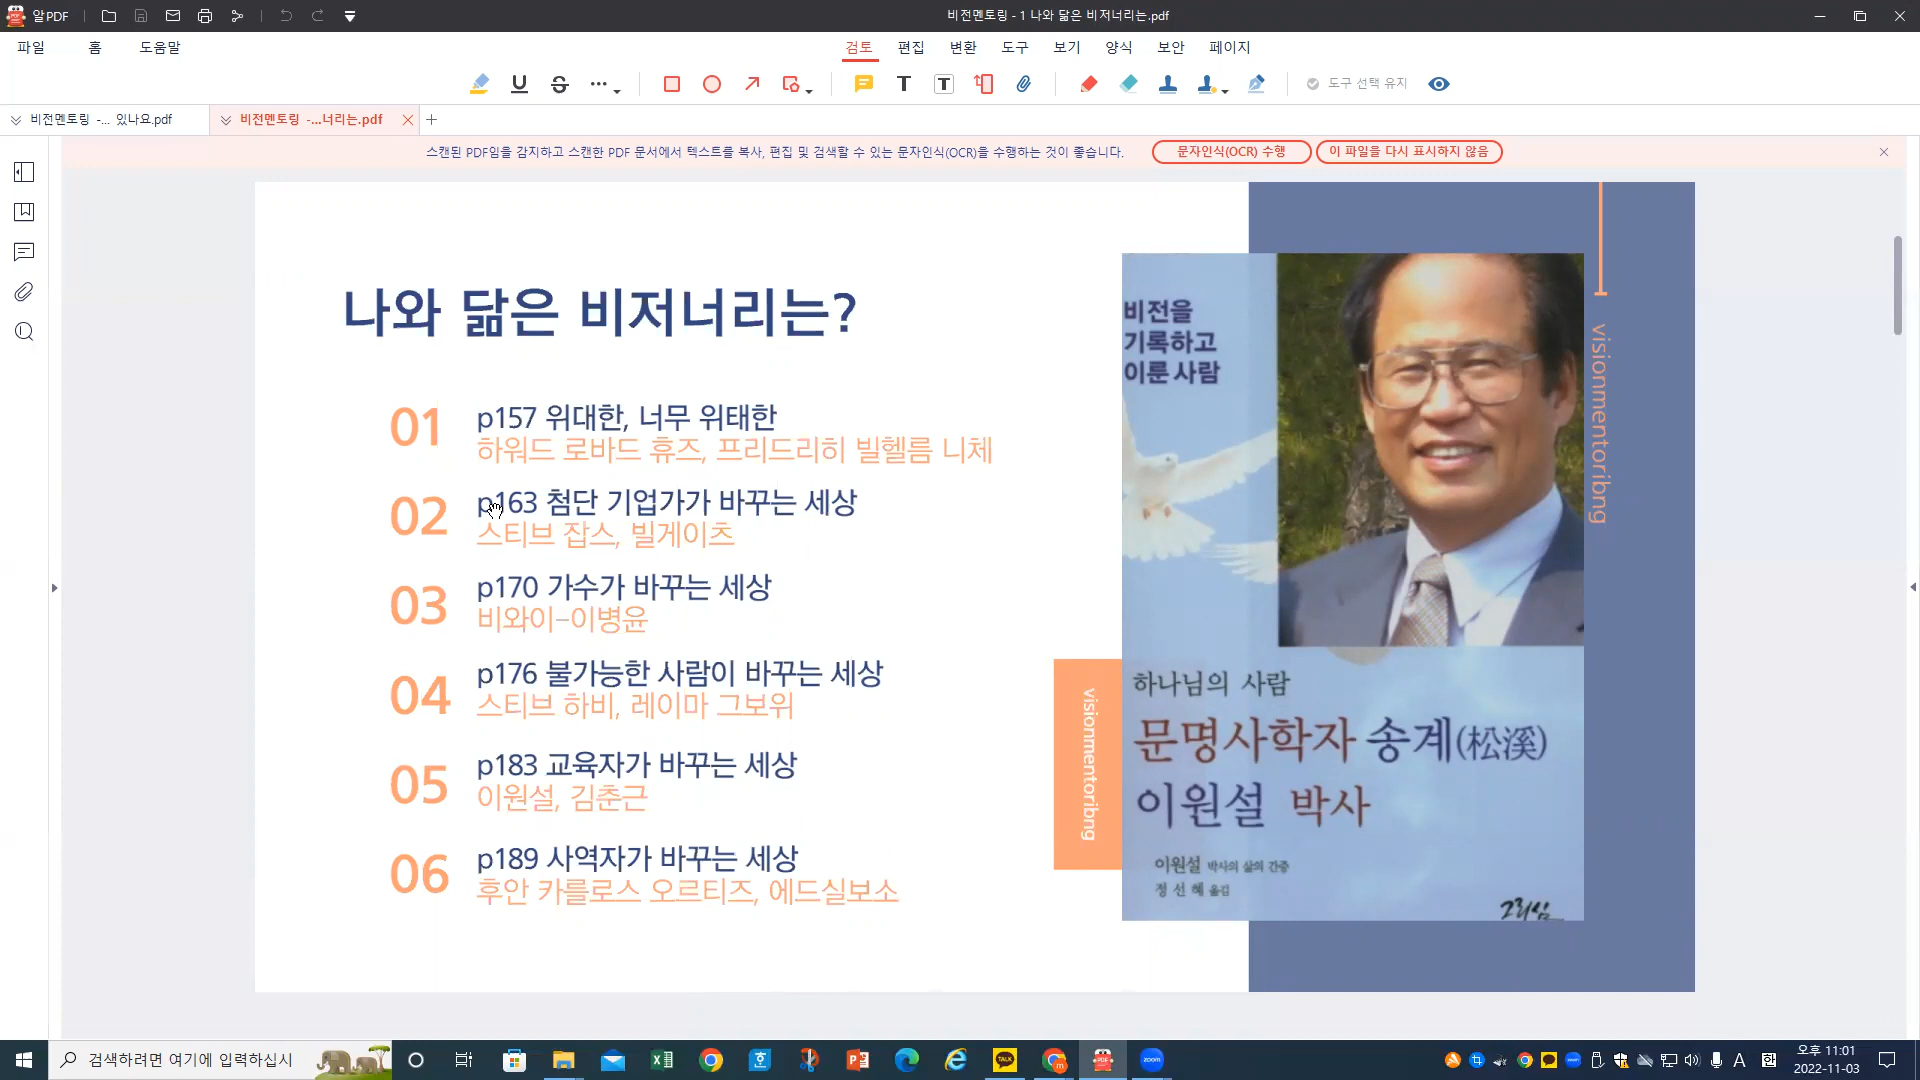 알PDF
비전멘토링 - 1 나와 닮은 비저너리는.pdf
파일 홈 도움말 검토 편집 변환 도구 보기 양식 보안 페이지
도구 선택 유지
비전멘토링 -... 있나요.pdf
비전멘토링 -...너리는.pdf
스캔된 PDF임을 감지하고 스캔한 PDF 문서에서 텍스트를 복사, 편집 및 검색할 수 있는 문자인식(OCR)을 수행하는 것이 좋습니다.
문자인식(OCR) 수행
이 파일을 다시 표시하지 않음
나와 닮은 비저너리는?
01
p157 위대한, 너무 위태한
하워드 로바드 휴즈, 프리드리히 빌헬름 니체
02
p163 첨단 기업가가 바꾸는 세상
스티브 잡스, 빌게이츠
03
p170 가수가 바꾸는 세상
비와이-이병윤
04
p176 불가능한 사람이 바꾸는 세상
스티브 하비, 레이마 그보위
05
p183 교육자가 바꾸는 세상
이원설, 김춘근
06
p189 사역자가 바꾸는 세상
후안 카를로스 오르티즈, 에드실보소
비전을
기록하고
이룬 사람
하나님의 사람
문명사학자 송계(松溪)
이원설 박사
이원설 박사의 삶의 간증
정선혜 옮김
그리심
visionmentoribng
visionmentoribng
검색하려면 여기에 입력하십시
오후 11:01
2022-11-03